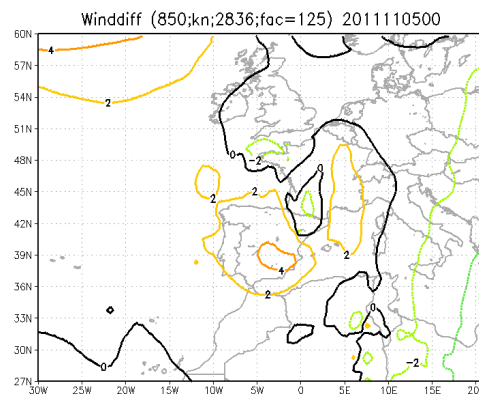 Winddiff (850;kn;2836;fac=125) 2011110500
60N
4
57N
54N
2
51N
48N
0
-2
0
45N
2
2
42N
39N
2
4
36N
2
33N
0
30N
0
-2
27N
30W 25W 20W 15W 10W 5W 0 5E 10E 15E 20